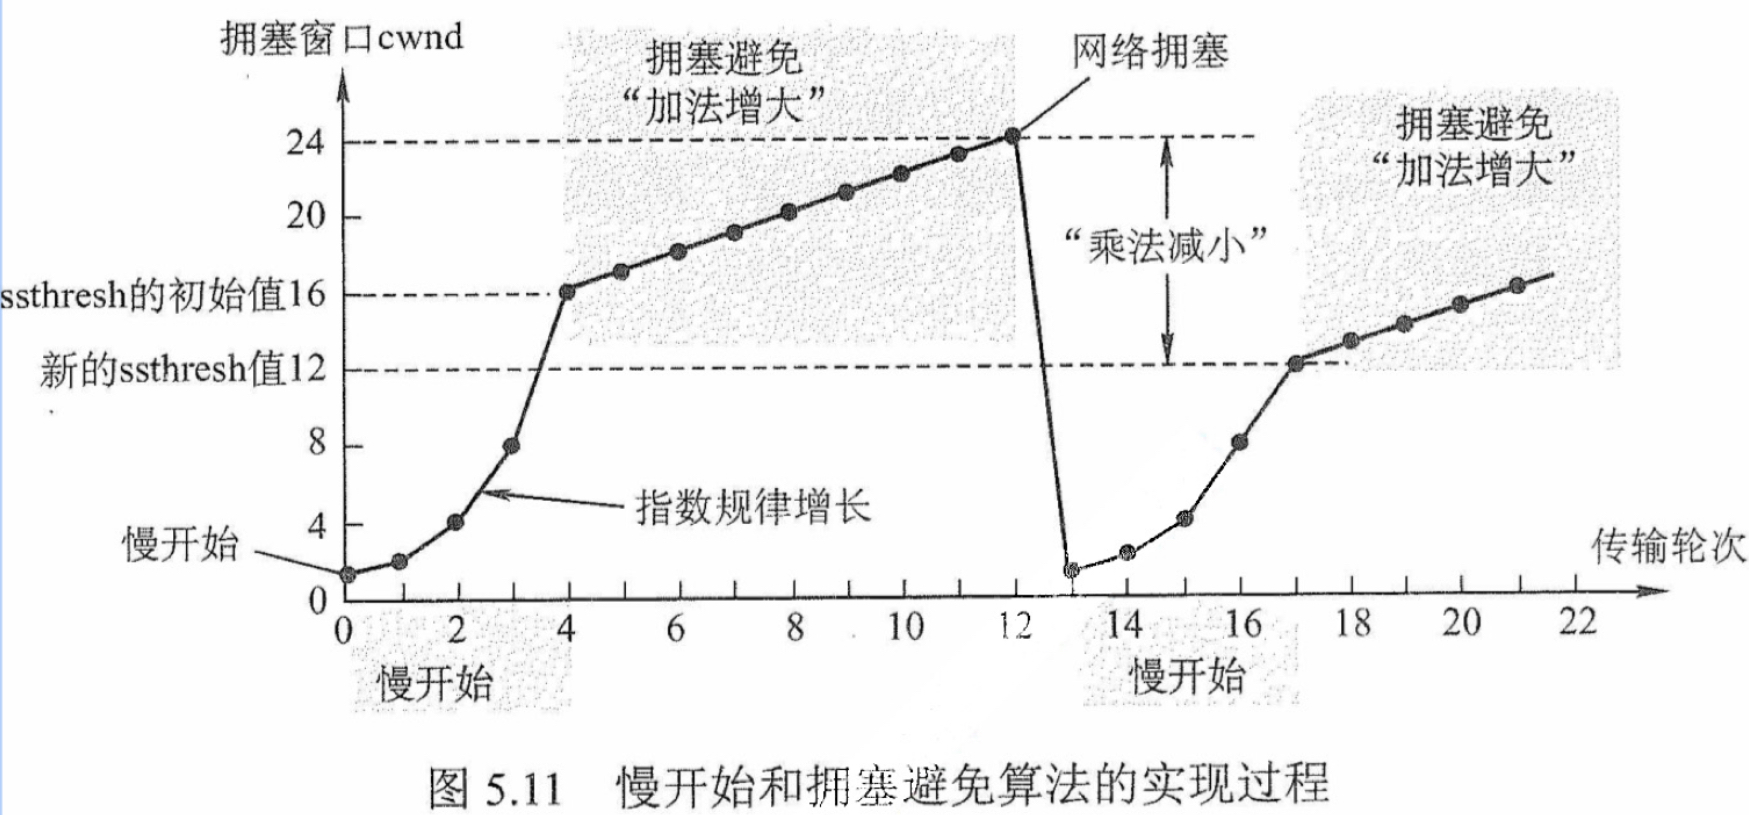 拥塞窗口cwnd
拥塞避免
“加法增大”
网络拥塞
拥塞避免
“加法增大”
24
20
“乘法减小”
ssthresh的初始值16
新的ssthresh值12
8
指数规律增长
4
慢开始
传输轮次
0
0 2 4 6 8 10 12 14 16 18 20 22
慢开始
慢开始
图 5.11 慢开始和拥塞避免算法的实现过程